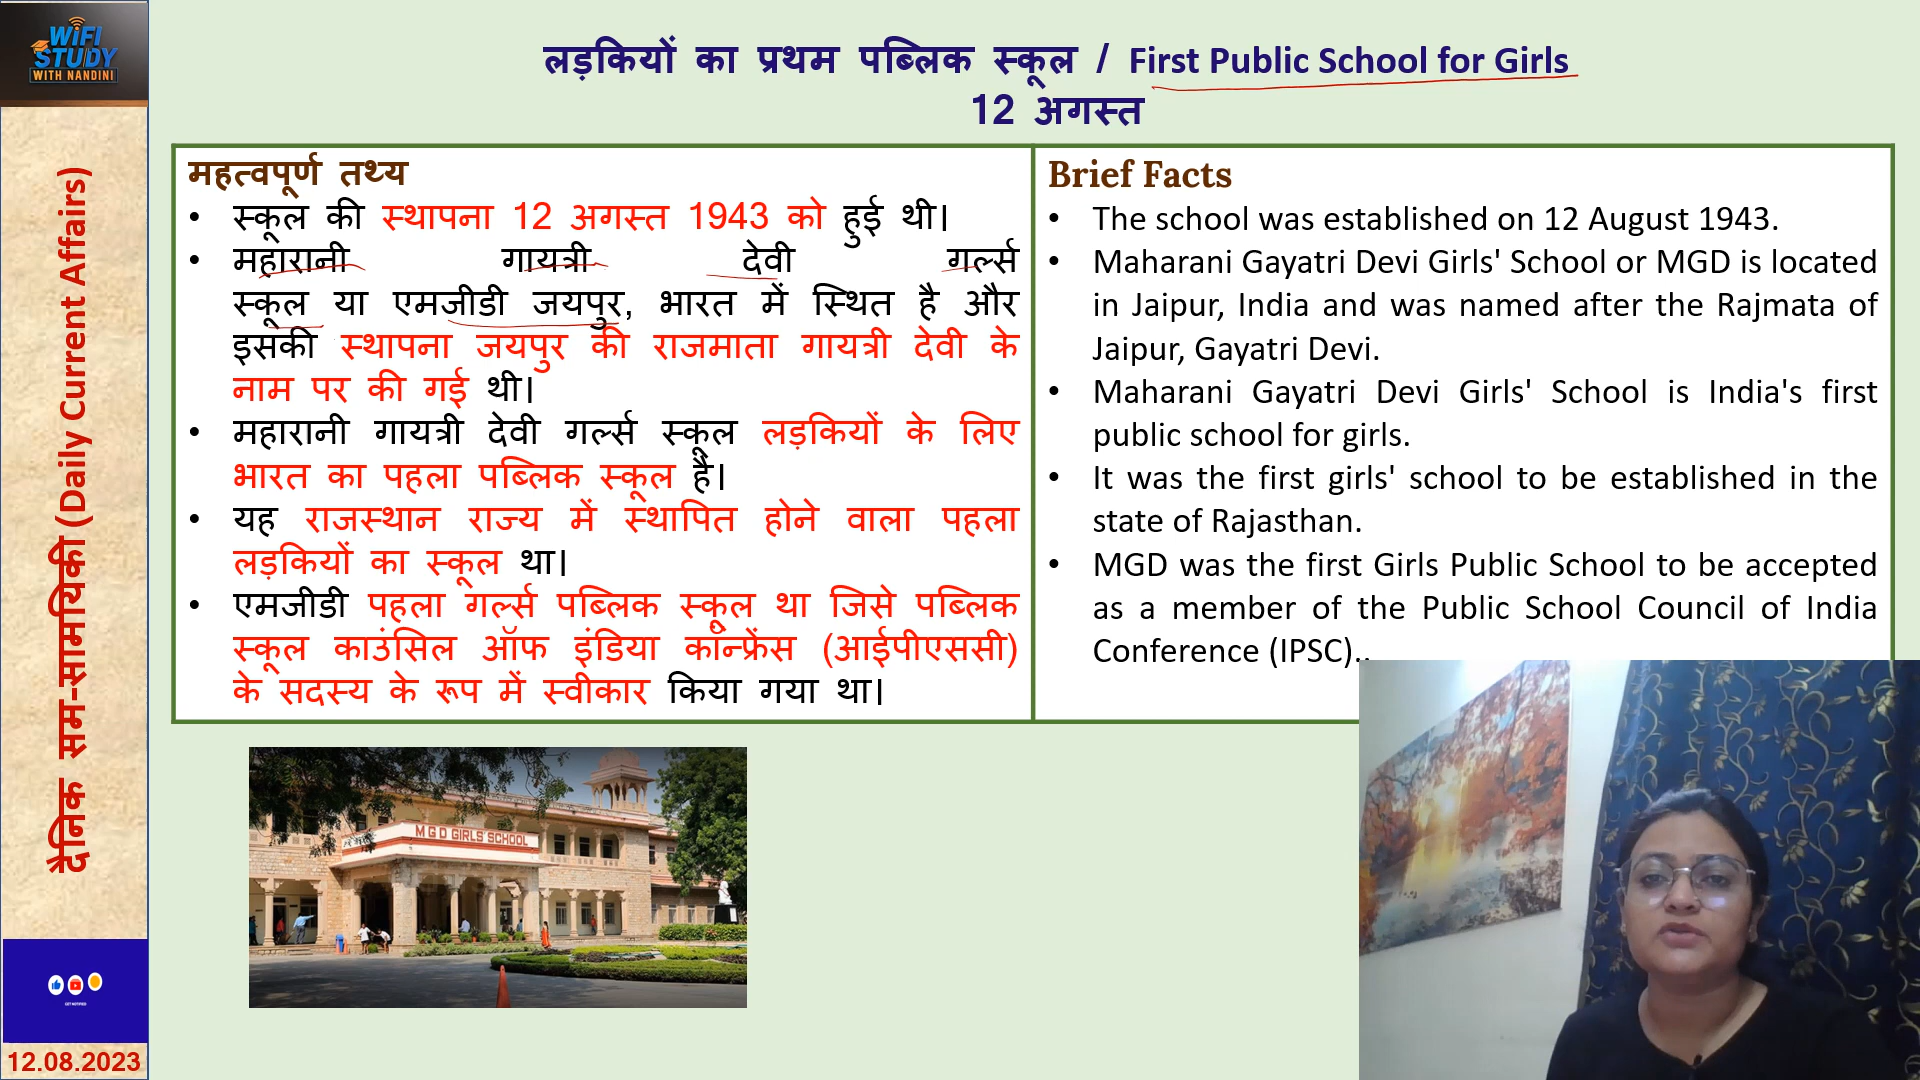 WiFi
STUDY
WITH NANDINI
दैनिक सम-सामयिकी (Daily Current Affairs)
GET NOTIFIED
12.08.2023
लड़कियों का प्रथम पब्लिक स्कूल / First Public School for Girls
12 अगस्त
महत्वपूर्ण तथ्य
• स्कूल की स्थापना 12 अगस्त 1943 को हुई थी।
• महारानी गायत्री देवी गर्ल्स
स्कूल या एमजीडी जयपुर, भारत में स्थित है और
इसकी स्थापना जयपुर की राजमाता गायत्री देवी के
नाम पर की गई थी।
• महारानी गायत्री देवी गर्ल्स स्कूल लड़कियों के लिए
भारत का पहला पब्लिक स्कूल है।
• यह राजस्थान राज्य में स्थापित होने वाला पहला
लड़कियों का स्कूल था।
• एमजीडी पहला गर्ल्स पब्लिक स्कूल था जिसे पब्लिक
स्कूल काउंसिल ऑफ इंडिया कॉन्फ्रेंस (आईपीएससी)
के सदस्य के रूप में स्वीकार किया गया था।
Brief Facts
• The school was established on 12 August 1943.
• Maharani Gayatri Devi Girls' School or MGD is located
in Jaipur, India and was named after the Rajmata of
Jaipur, Gayatri Devi.
• Maharani Gayatri Devi Girls' School is India's first
public school for girls.
• It was the first girls' school to be established in the
state of Rajasthan.
• MGD was the first Girls Public School to be accepted
as a member of the Public School Council of India
Conference (IPSC)..
M G D GIRLS' SCHOOL